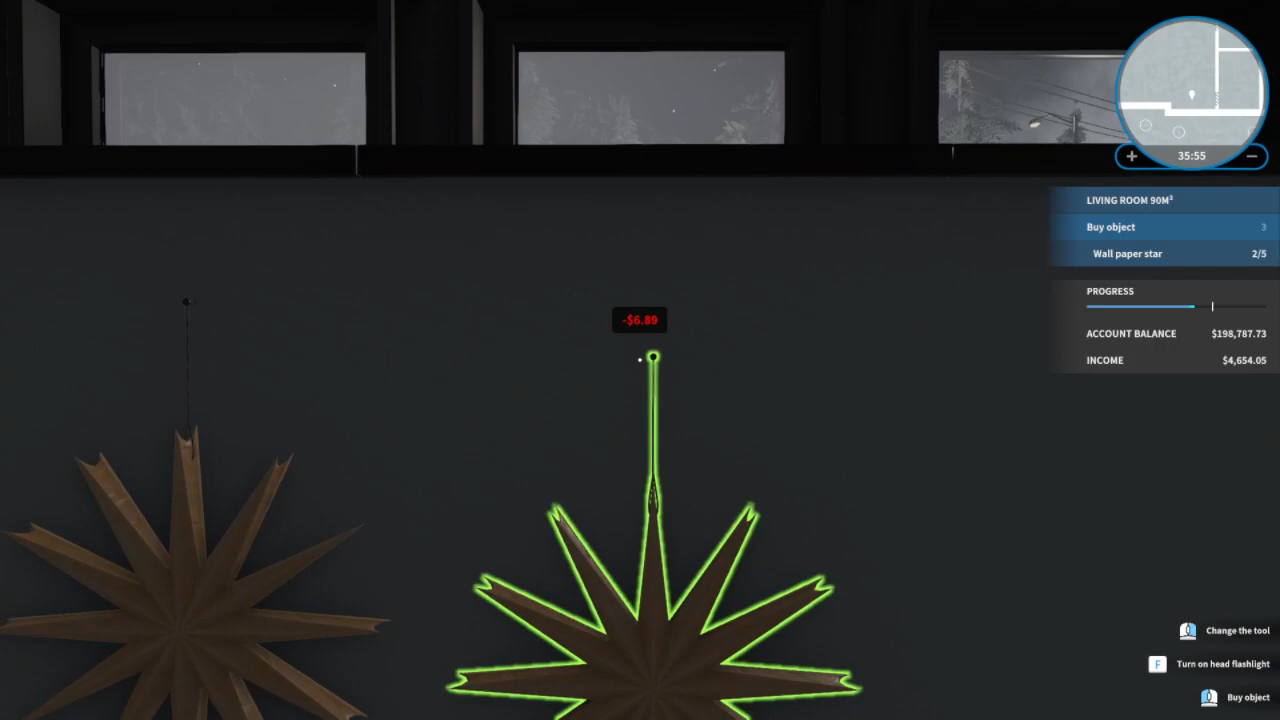 35:55
LIVING ROOM 90M²
Buy object 3
Wall paper star 2/5
-$6.89
PROGRESS
ACCOUNT BALANCE $198,787.73
INCOME $4,654.05
Change the tool
F Turn on head flashlight
Buy object